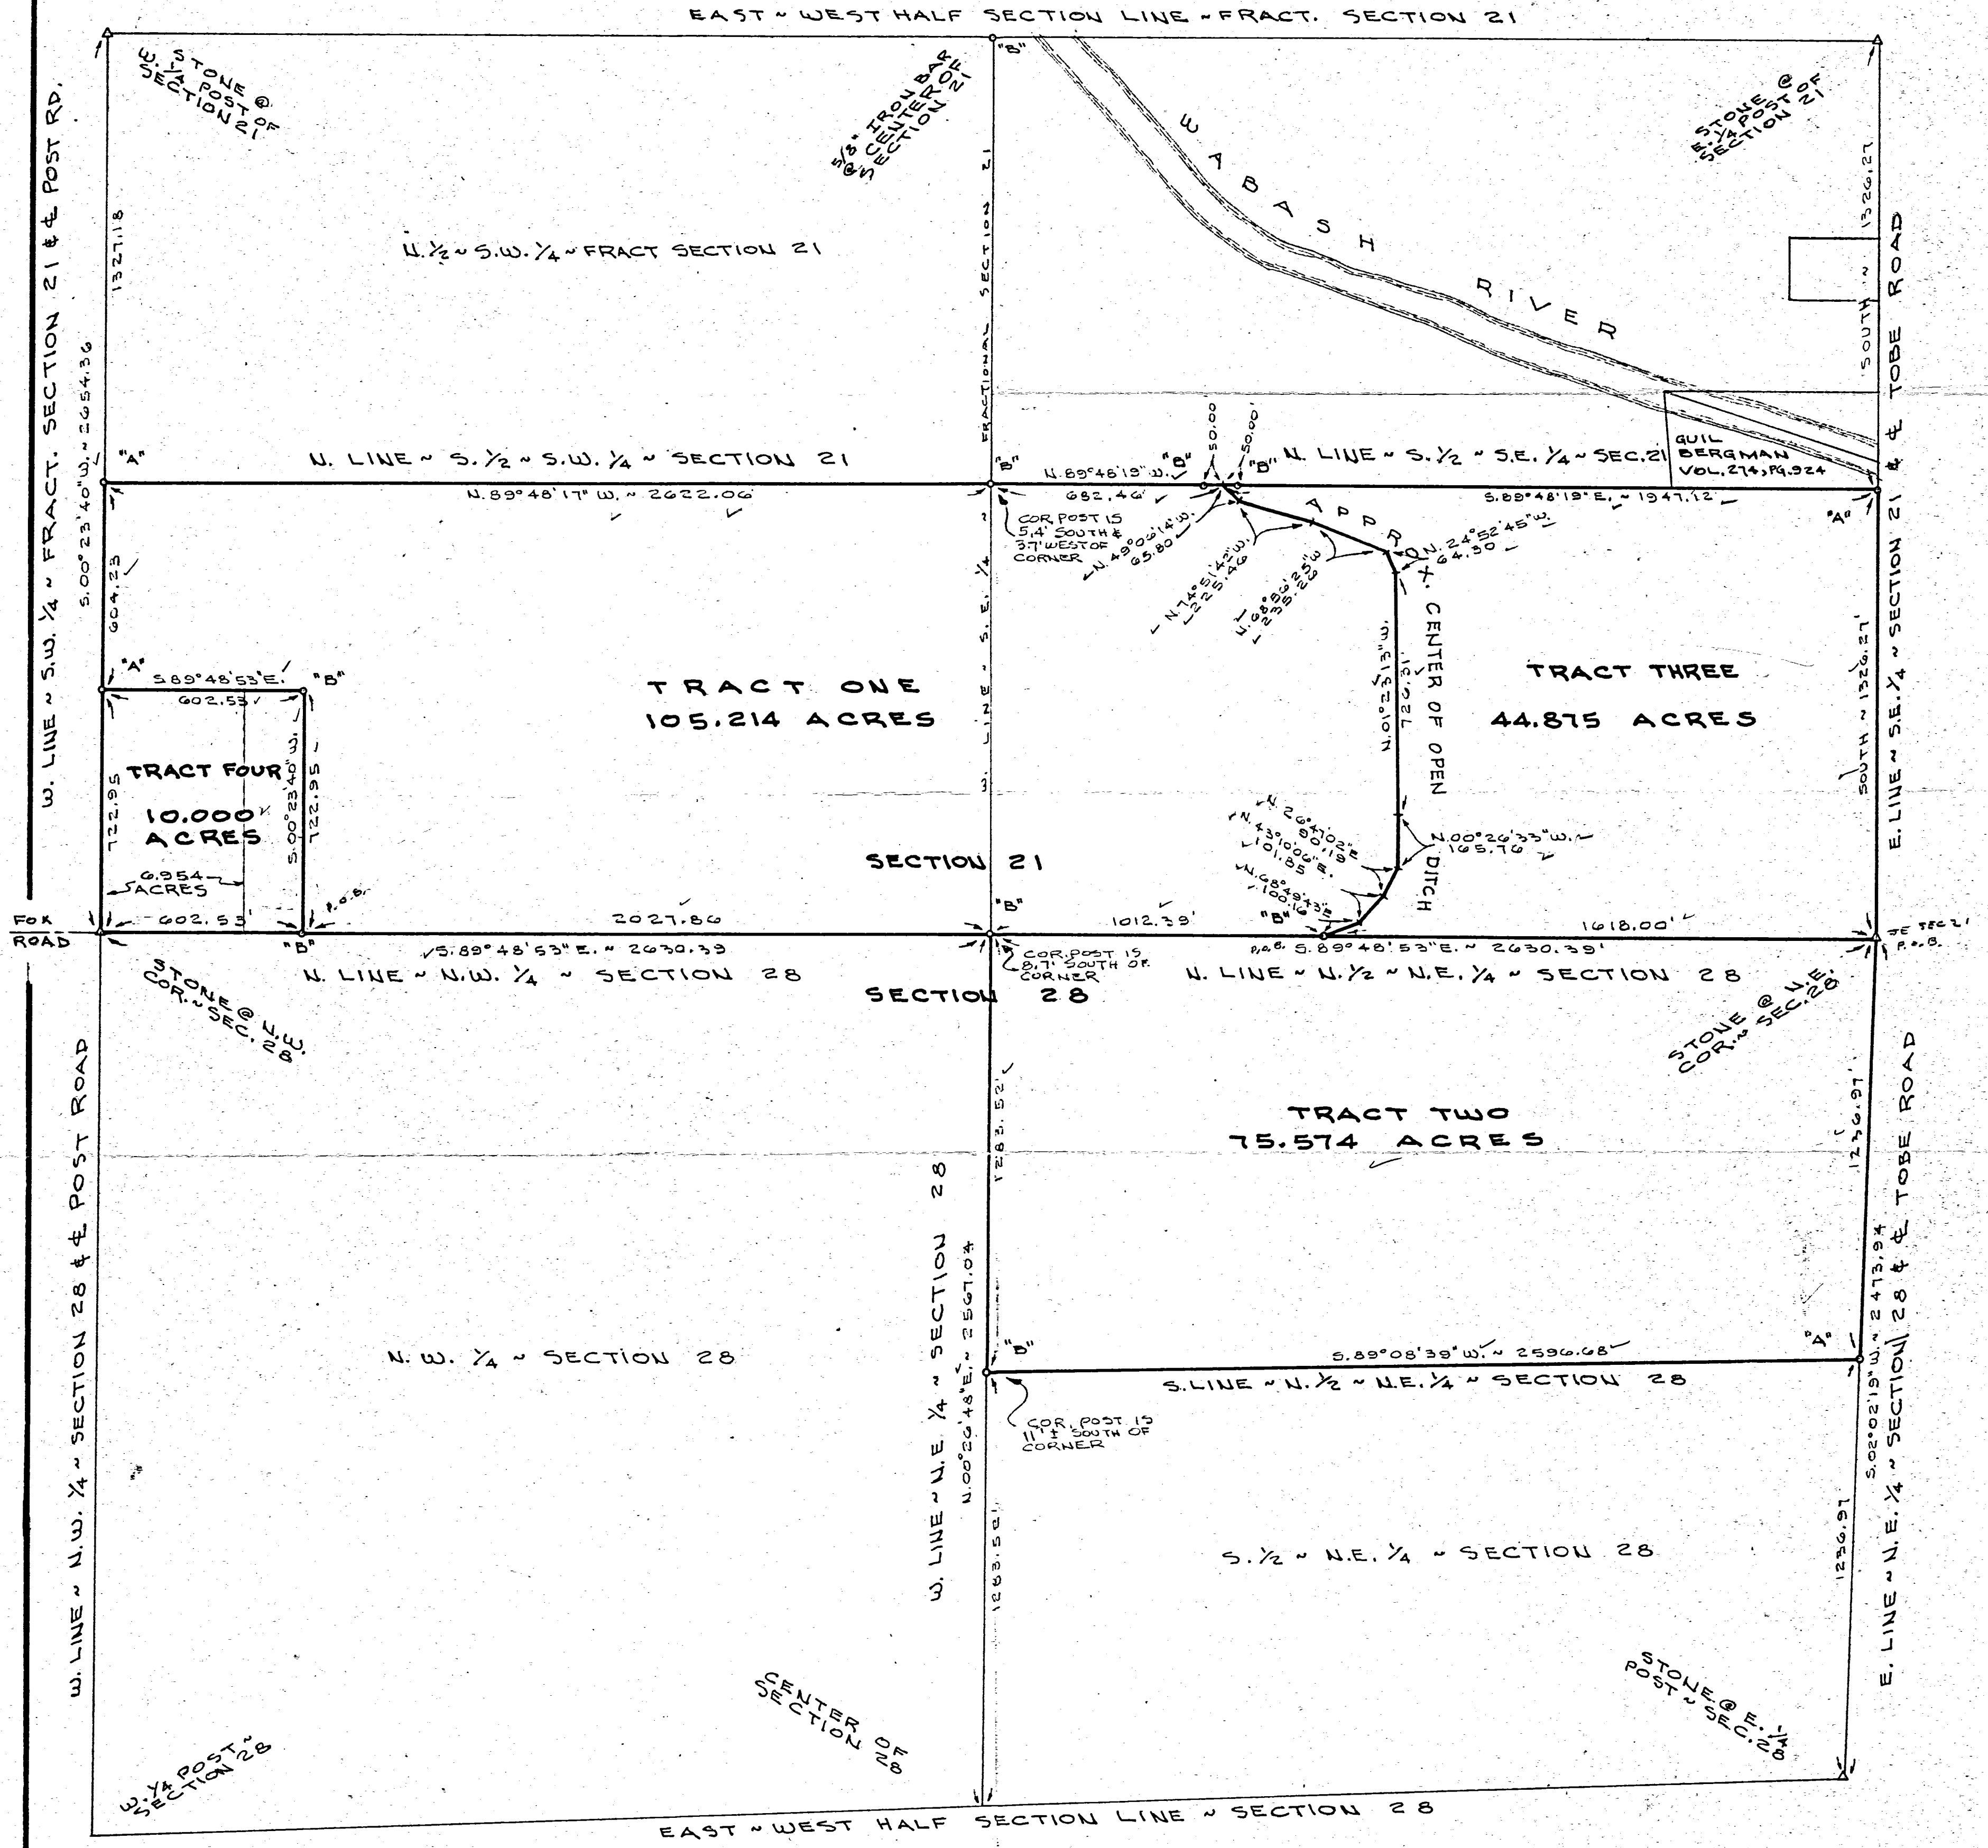 EAST ~ WEST HALF SECTION LINE ~ FRACT. SECTION 21
STONE @
W. 1/4 POST OF
SECTION 21
5/8" IRON BAR
@ CENTER OF
SECTION 21
"B"
WABASH RIVER
STONE @
E. 1/4 POST OF
SECTION 21
W. LINE ~ S.W. 1/4 ~ FRACT. SECTION 21 & ℄ POST RD.
1327.18
S.00°23'40"W. ~ 2654.36
N. 1/2 ~ S.W. 1/4 ~ FRACT SECTION 21
SOUTH ~ 1326.27
E. LINE ~ S.E. 1/4 ~ SECTION 21 & ℄ TOBE ROAD
W. LINE ~ S.E. 1/4 ~ FRACTIONAL SECTION 21
GUIL
BERGMAN
VOL. 274, PG. 924
"A"
N. LINE ~ S. 1/2 ~ S.W. 1/4 ~ SECTION 21
N.89°48'17"W. ~ 2622.06
"B"
N.89°48'19"W.
682.46
"B"
50.00
50.00
"B"
N. LINE ~ S. 1/2 ~ S.E. 1/4 ~ SEC. 21
S.89°48'19"E. ~ 1947.12
"A"
COR. POST IS
5.4' SOUTH &
3.7' WEST OF
CORNER
N.49°06'14"W.
65.80
N.74°51'42"W.
225.46
N.68°56'25"W
235.26
N.24°52'45"W.
64.30
APPROX. CENTER OF OPEN DITCH
N.01°23'13"W.
726.31
604.23
"A"
S89°48'53"E.
602.53
"B"
TRACT ONE
105.214 ACRES
TRACT THREE
44.875 ACRES
SOUTH ~ 1326.27'
TRACT FOUR
10.000
ACRES
722.95
S.00°23'40"W.
722.95
6.954
ACRES
P.O.B.
SECTION 21
N.26°47'02"E
90.19
N.43°10'06"E.
101.85
N.68°49'43"E
100.16
N.00°26'33"W.
165.76
FOX
ROAD
602.53'
"B"
2027.86
"B"
1012.39'
"B"
1618.00'
SE SEC 21
P.O.B.
S.89°48'53"E. ~ 2630.39
P.O.B. S.89°48'53"E. ~ 2630.39'
N. LINE ~ N.W. 1/4 ~ SECTION 28
COR. POST IS
8.7' SOUTH OF
CORNER
N. LINE ~ N. 1/2 ~ N.E. 1/4 ~ SECTION 28
SECTION 28
STONE @ N.W.
COR. ~ SEC. 28
STONE @ N.E.
COR. ~ SEC. 28
W. LINE ~ N.W. 1/4 ~ SECTION 28 & ℄ POST ROAD
1283.52'
TRACT TWO
75.574 ACRES
1236.97'
W. LINE ~ N.E. 1/4 ~ SECTION 28
N.00°26'48"E. ~ 2567.04
S.02°02'19"W. ~ 2473.94
E. LINE ~ N.E. 1/4 ~ SECTION 28 & ℄ TOBE ROAD
N.W. 1/4 ~ SECTION 28
"B"
S.89°08'39"W. ~ 2596.68
"A"
S. LINE ~ N. 1/2 ~ N.E. 1/4 ~ SECTION 28
COR. POST IS
11' ± SOUTH OF
CORNER
1283.52'
S. 1/2 ~ N.E. 1/4 ~ SECTION 28
1236.97
W. 1/4 POST ~
SECTION 28
CENTER OF
SECTION 28
STONE @ E. 1/4
POST ~ SEC. 28
EAST ~ WEST HALF SECTION LINE ~ SECTION 28